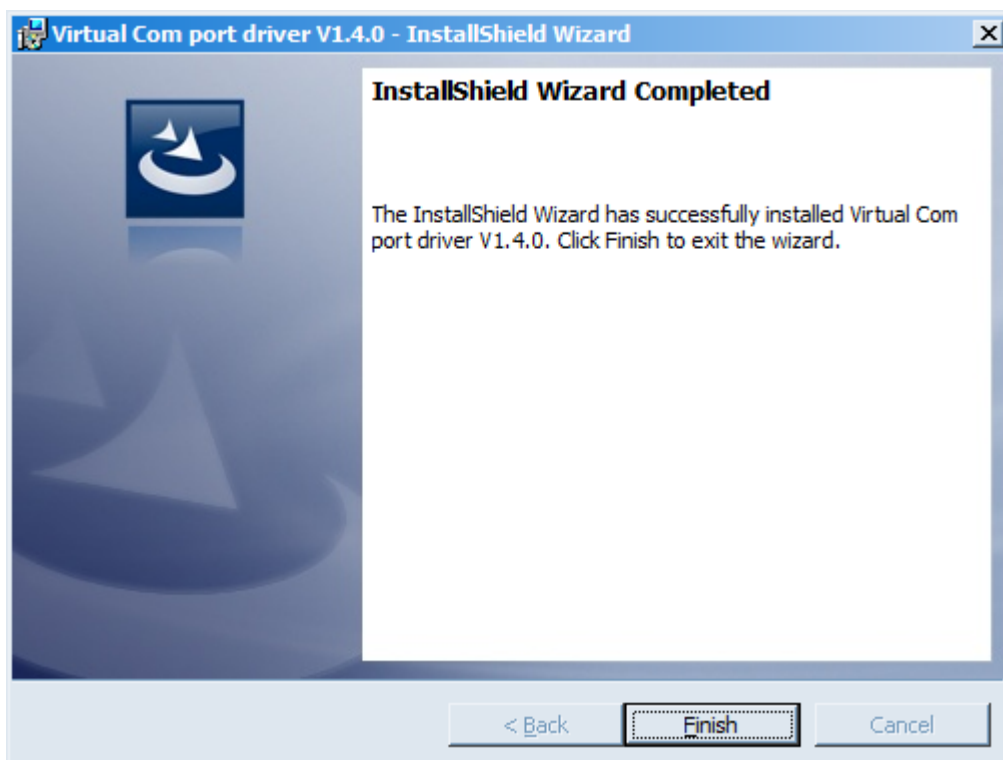 Virtual Com port driver V1.4.0 - InstallShield Wizard
InstallShield Wizard Completed
The InstallShield Wizard has successfully installed Virtual Com
port driver V1.4.0. Click Finish to exit the wizard.
< Back Finish Cancel